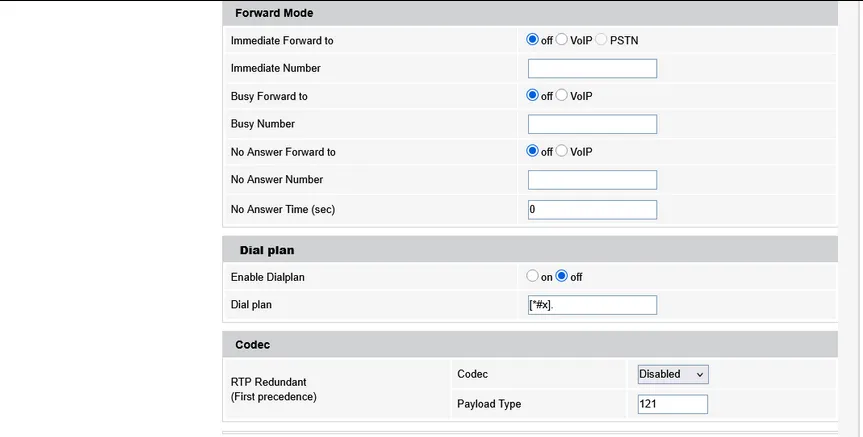 Forward Mode
Immediate Forward to off VoIP PSTN
Immediate Number
Busy Forward to off VoIP
Busy Number
No Answer Forward to off VoIP
No Answer Number
No Answer Time (sec) 0
Dial plan
Enable Dialplan on off
Dial plan [*#x].
Codec
RTP Redundant
(First precedence)
Codec Disabled
Payload Type 121